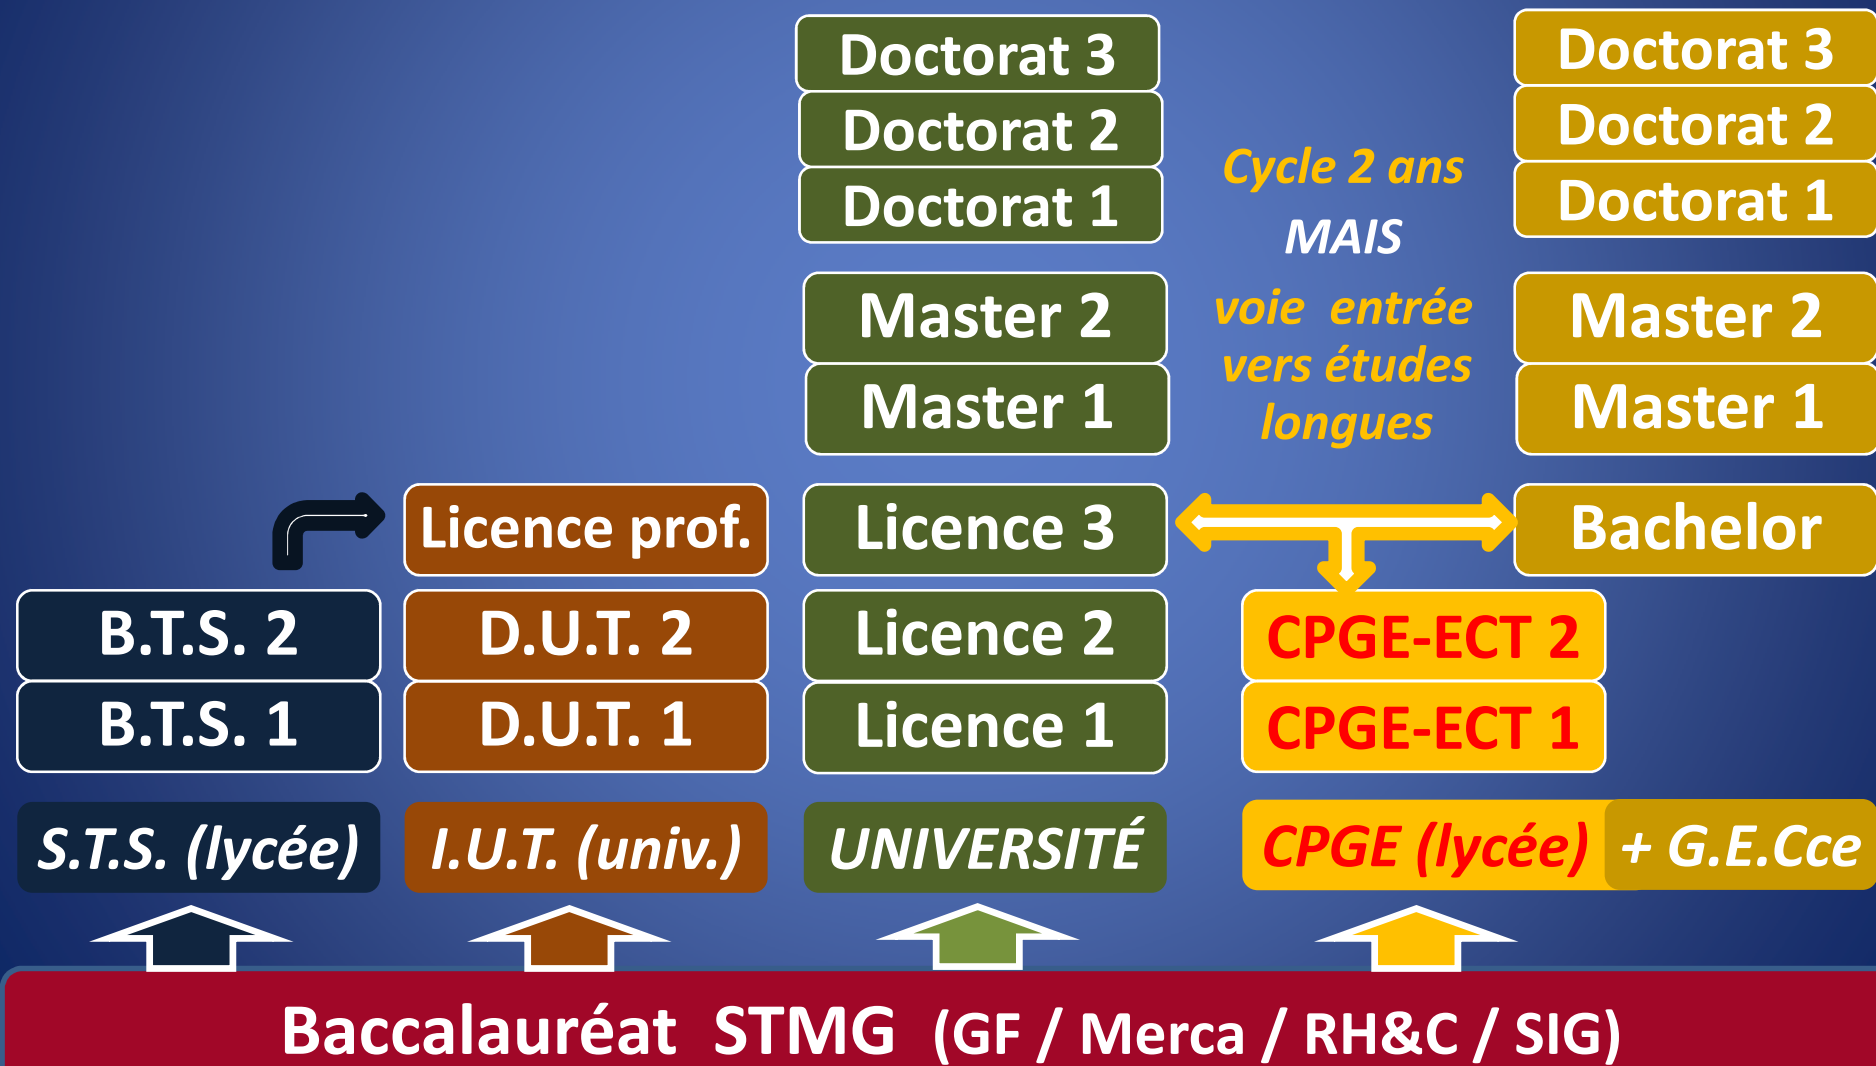 Doctorat 3
Doctorat 2
Doctorat 1
Master 2
Master 1
Cycle 2 ans
MAIS
voie entrée
vers études
longues
Doctorat 3
Doctorat 2
Doctorat 1
Master 2
Master 1
Licence prof.
Licence 3
Bachelor
B.T.S. 2
D.U.T. 2
Licence 2
CPGE-ECT 2
B.T.S. 1
D.U.T. 1
Licence 1
CPGE-ECT 1
S.T.S. (lycée)
I.U.T. (univ.)
UNIVERSITÉ
CPGE (lycée)
+ G.E.Cce
Baccalauréat STMG (GF / Merca / RH&C / SIG)